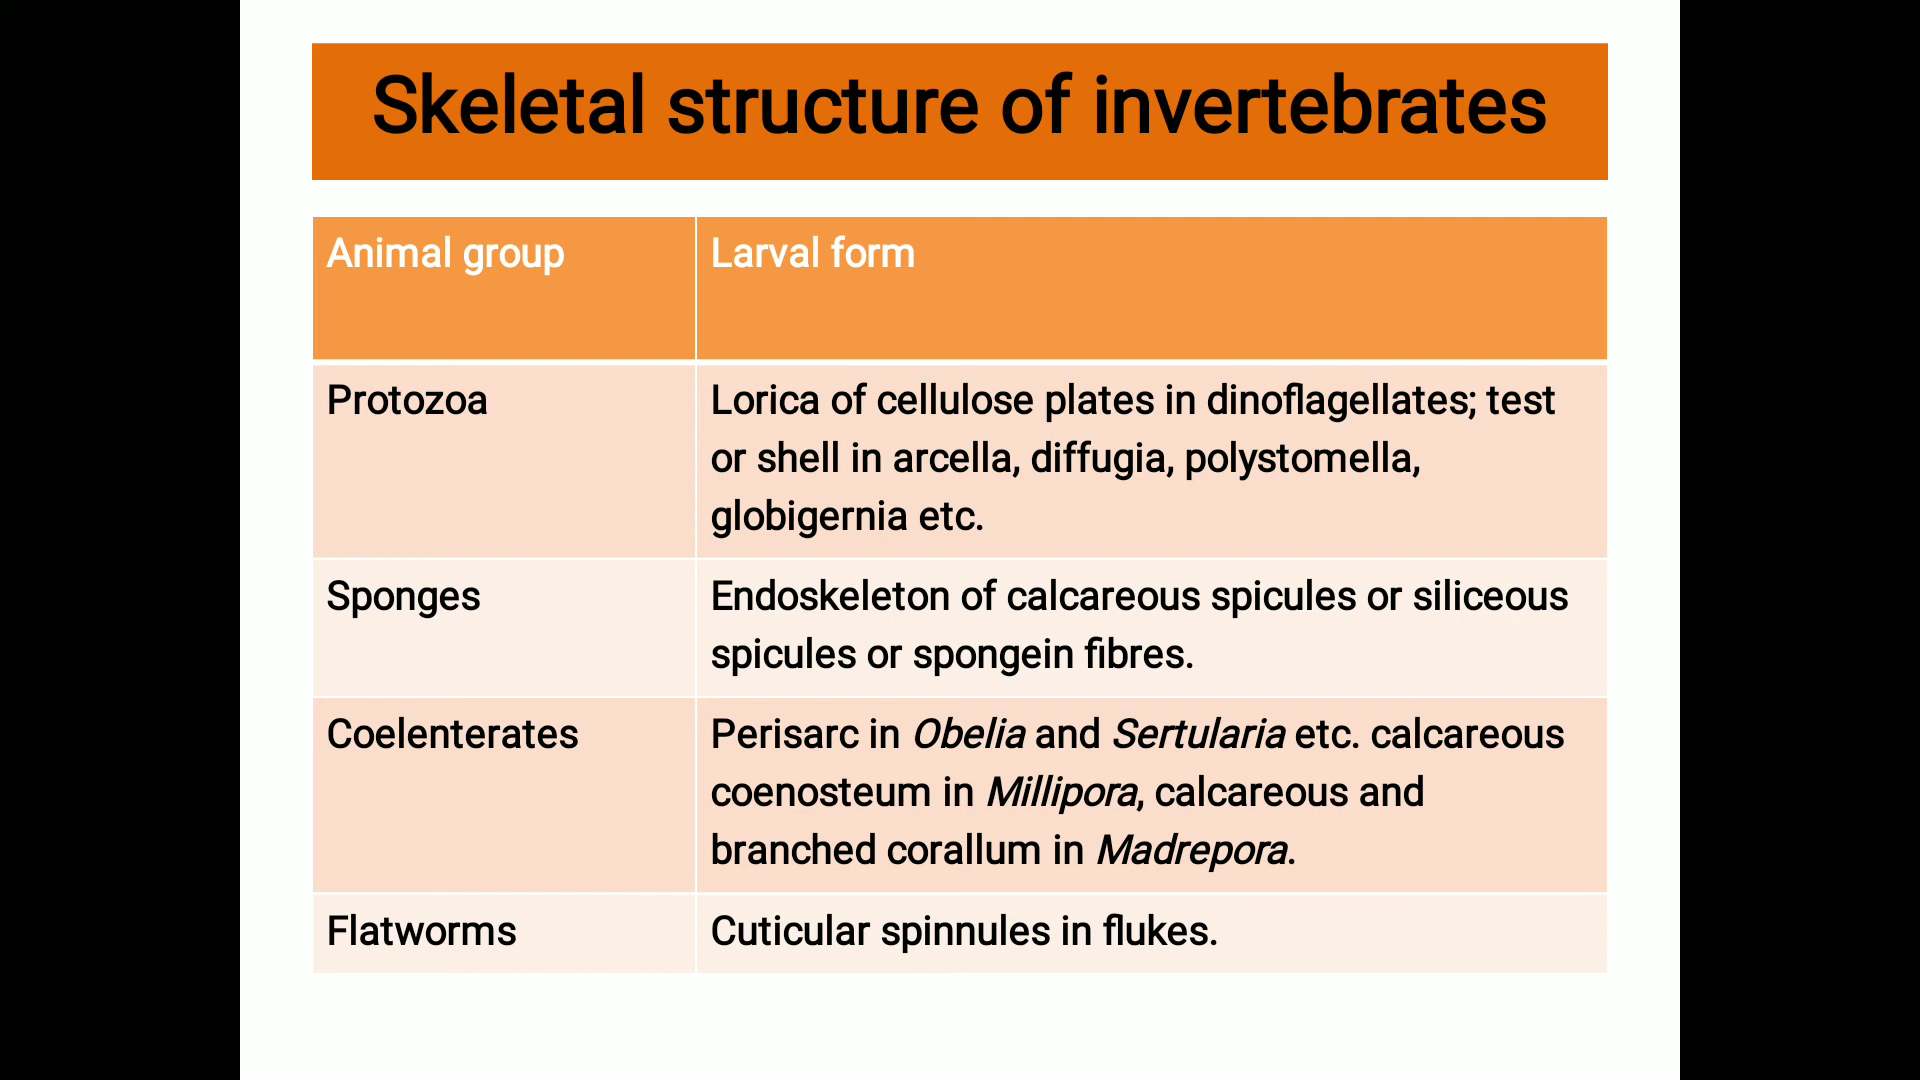 Skeletal structure of invertebrates
Animal group
Larval form
Protozoa
Lorica of cellulose plates in dinoflagellates; test
or shell in arcella, diffugia, polystomella,
globigernia etc.
Sponges
Endoskeleton of calcareous spicules or siliceous
spicules or spongein fibres.
Coelenterates
Perisarc in Obelia and Sertularia etc. calcareous
coenosteum in Millipora, calcareous and
branched corallum in Madrepora.
Flatworms
Cuticular spinnules in flukes.